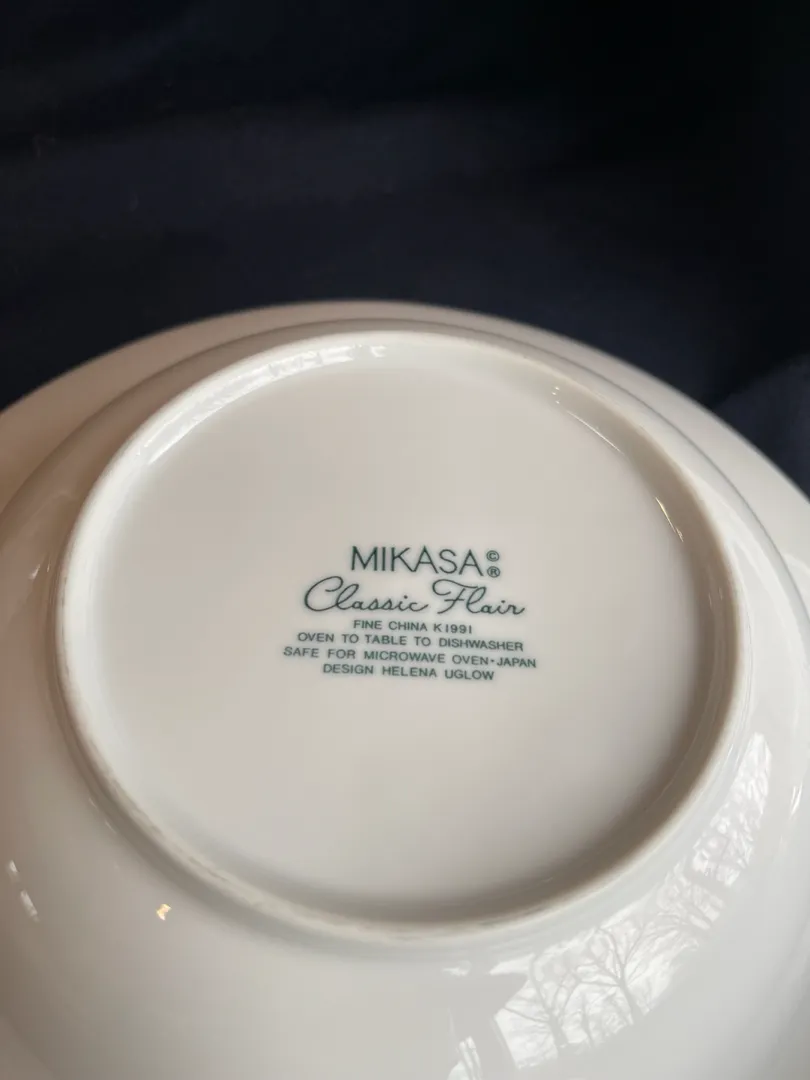 MIKASA©®
Classic Flair
FINE CHINA K1991
OVEN TO TABLE TO DISHWASHER
SAFE FOR MICROWAVE OVEN•JAPAN
DESIGN HELENA UGLOW